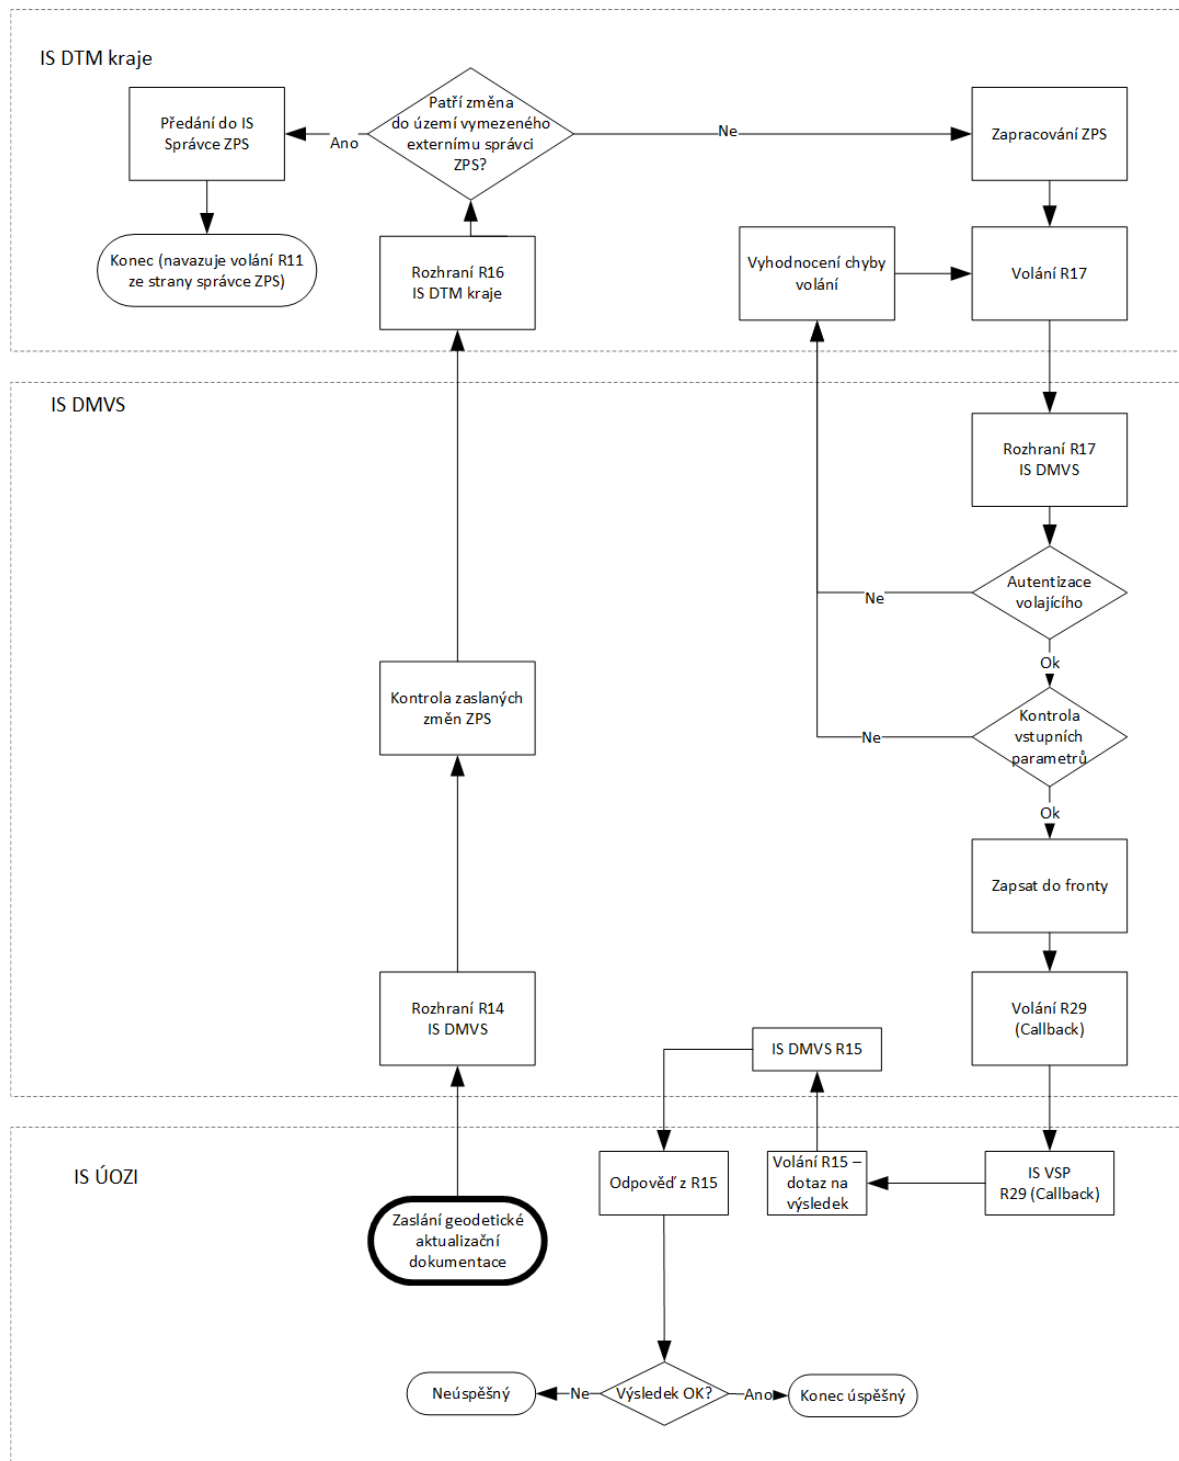 IS DTM kraje
Předání do IS
Správce ZPS
Ano
Patří změna
do území vymezeného
externímu správci
ZPS?
Ne
Zapracování ZPS
Konec (navazuje volání R11
ze strany správce ZPS)
Rozhraní R16
IS DTM kraje
Vyhodnocení chyby
volání
Volání R17
IS DMVS
Rozhraní R17
IS DMVS
Autentizace
volajícího
Ne
Ok
Kontrola zaslaných
změn ZPS
Kontrola
vstupních
parametrů
Ne
Ok
Zapsat do fronty
Rozhraní R14
IS DMVS
Volání R29
(Callback)
IS DMVS R15
IS ÚOZI
Zaslání geodetické
aktualizační
dokumentace
Odpověď z R15
Volání R15 –
dotaz na
výsledek
IS VSP
R29 (Callback)
Neúspěšný
Ne
Výsledek OK?
Ano
Konec úspěšný